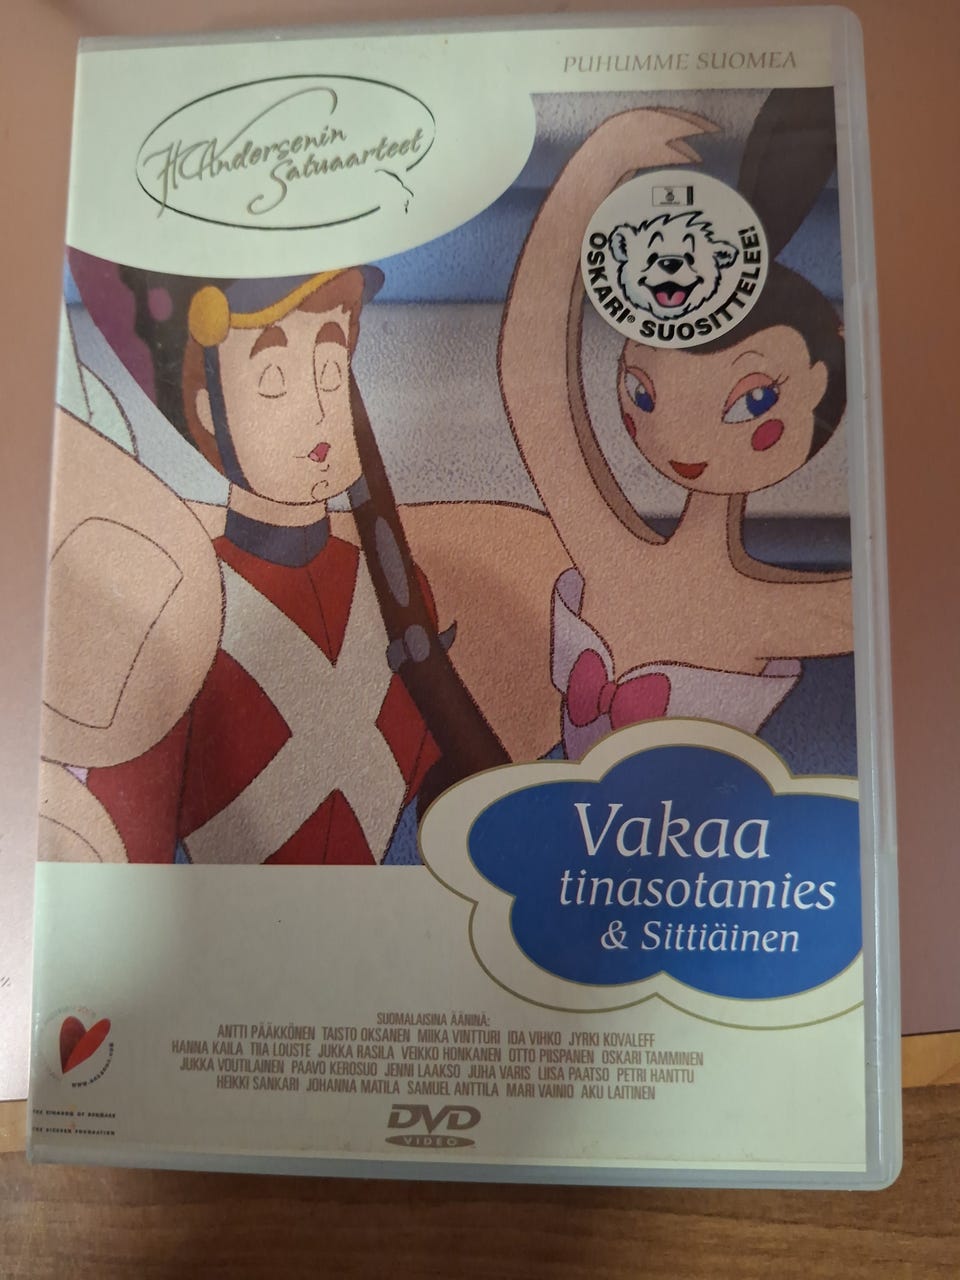 PUHUMME SUOMEA
HCAndersenin
Satuaarteet
OSKARI® SUOSITTELEE!
Vakaa
tinasotamies
& Sittiäinen
SUOMALAISINA ÄÄNINÄ:
ANTTI PÄÄKKÖNEN TAISTO OKSANEN MIIKA VINTTURI IDA VIHKO JYRKI KOVALEFF
HANNA KAILA TIIA LOUSTE JUKKA RASILA VEIKKO HONKANEN OTTO PIISPANEN OSKARI TAMMINEN
JUKKA VOUTILAINEN PAAVO KEROSUO JENNI LAAKSO JUHA VARIS LIISA PAATSO PETRI HANTTU
HEIKKI SANKARI JOHANNA MATILA SAMUEL ANTTILA MARI VAINIO AKU LAITINEN
DVD
VIDEO